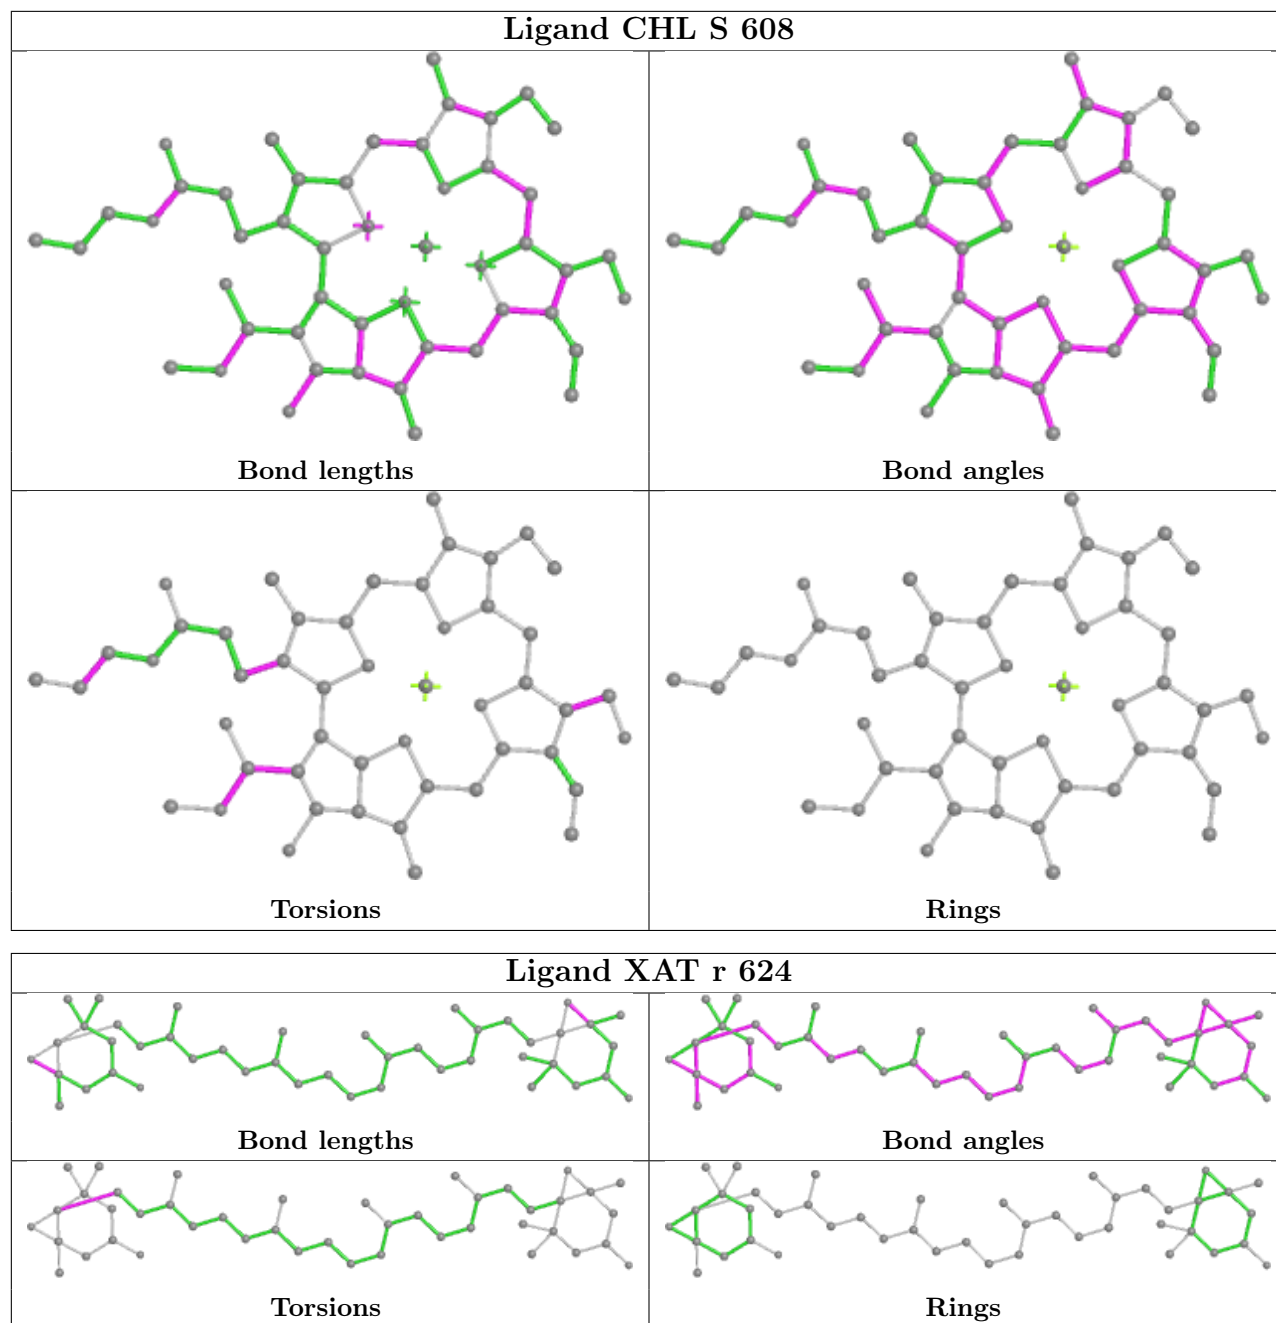 Ligand CHL S 608
Bond lengths
Bond angles
Torsions
Rings
Ligand XAT r 624
Bond lengths
Bond angles
Torsions
Rings